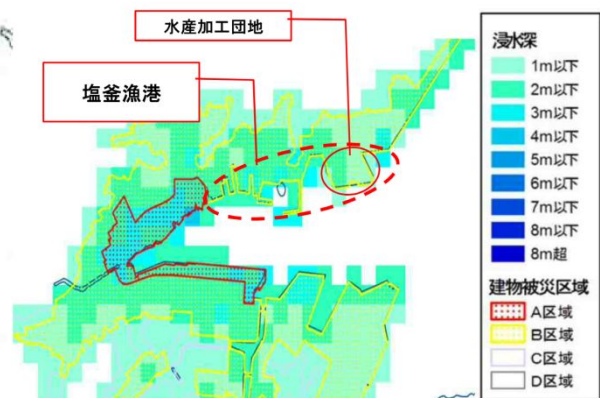 水産加工団地
塩釜漁港
浸水深
1m以下
2m以下
3m以下
4m以下
5m以下
6m以下
7m以下
8m以下
8m超
建物被災区域
A区域
B区域
C区域
D区域